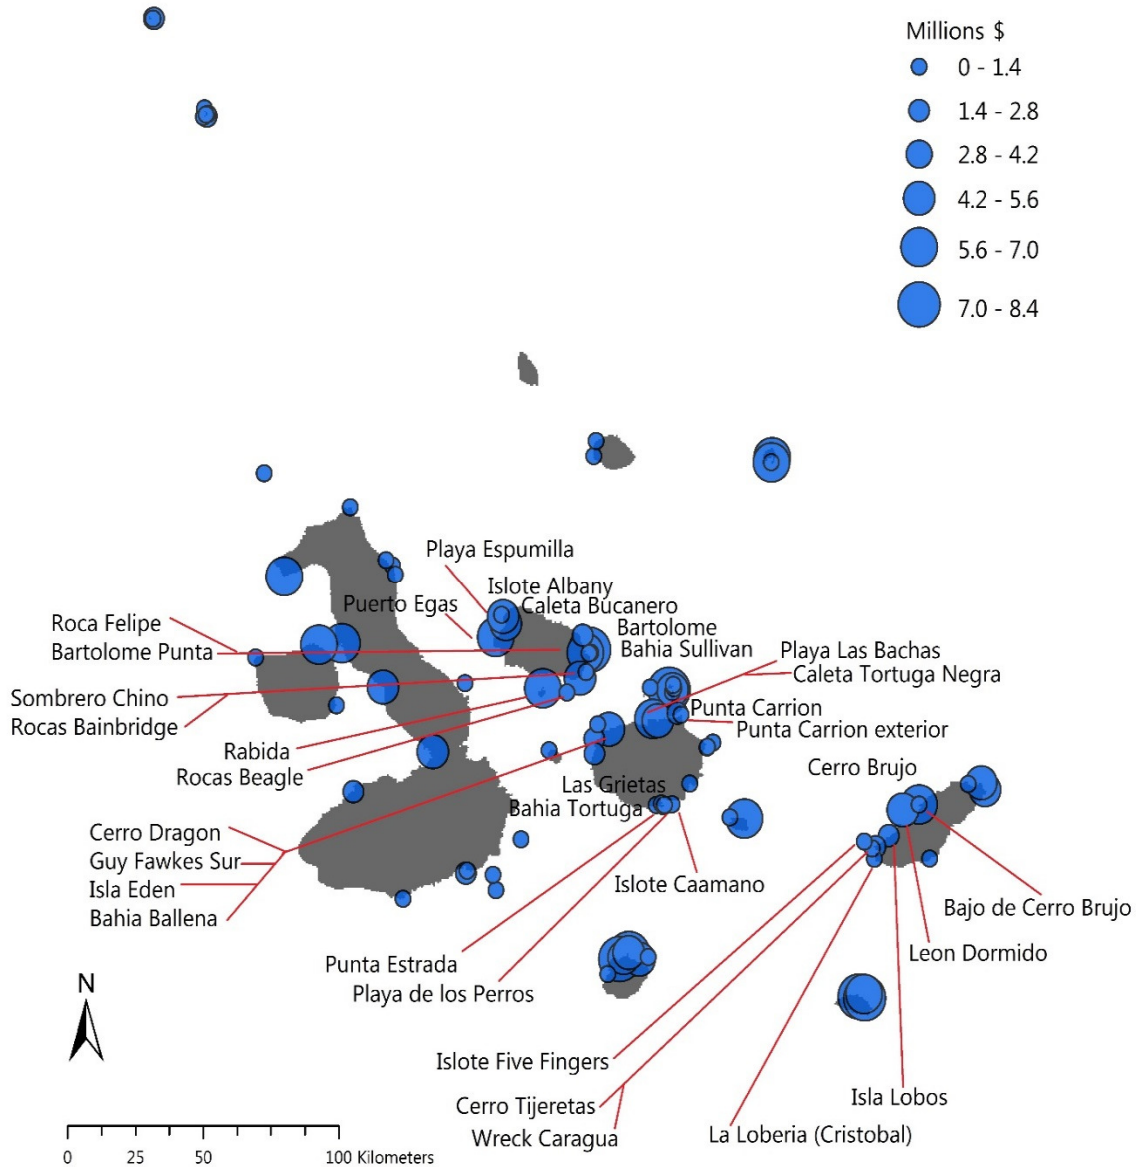 Millions $
0 - 1.4
1.4 - 2.8
2.8 - 4.2
4.2 - 5.6
5.6 - 7.0
7.0 - 8.4
Playa Espumilla
Islote Albany
Puerto Egas
Caleta Bucanero
Roca Felipe
Bartolome
Bartolome Punta
Bahia Sullivan
Playa Las Bachas
Caleta Tortuga Negra
Sombrero Chino
Rocas Bainbridge
Punta Carrion
Punta Carrion exterior
Rabida
Rocas Beagle
Cerro Brujo
Las Grietas
Bahia Tortuga
Cerro Dragon
Guy Fawkes Sur
Isla Eden
Bahia Ballena
Islote Caamano
Bajo de Cerro Brujo
Leon Dormido
Punta Estrada
Playa de los Perros
N
Islote Five Fingers
Isla Lobos
Cerro Tijeretas
Wreck Caragua
La Loberia (Cristobal)
0 25 50 100 Kilometers